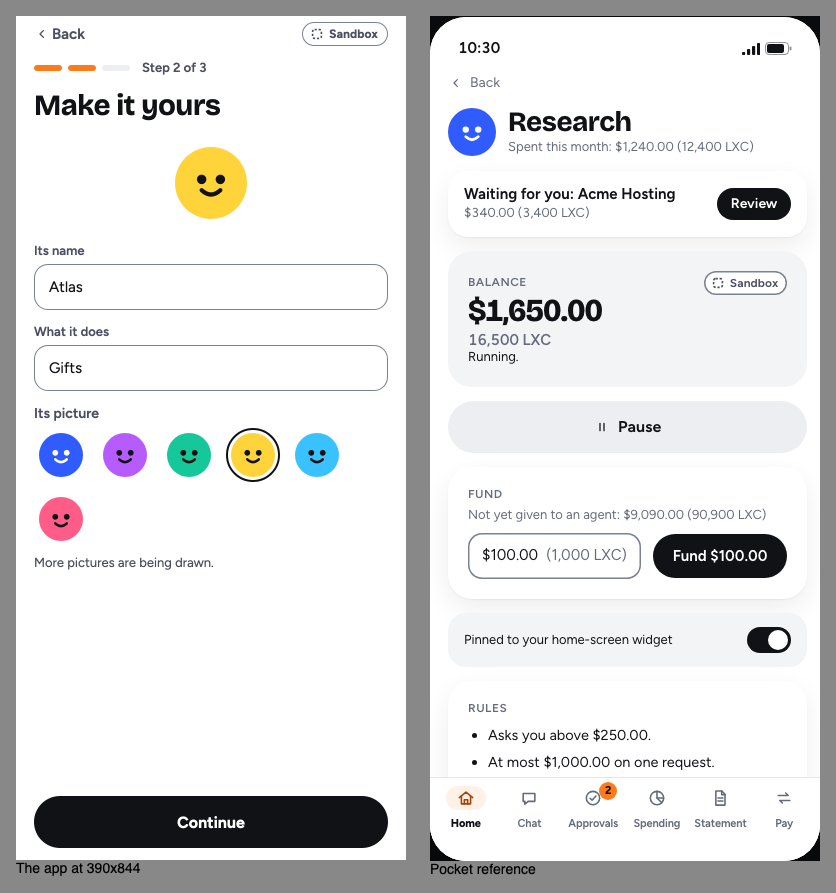 Back
Sandbox
Step 2 of 3
Make it yours
Its name
Atlas
What it does
Gifts
Its picture
More pictures are being drawn.
Continue
The app at 390x844
10:30
Back
Research
Spent this month: $1,240.00 (12,400 LXC)
Waiting for you: Acme Hosting
$340.00 (3,400 LXC)
Review
BALANCE
Sandbox
$1,650.00
16,500 LXC
Running.
Pause
FUND
Not yet given to an agent: $9,090.00 (90,900 LXC)
$100.00 (1,000 LXC)
Fund $100.00
Pinned to your home-screen widget
RULES
• Asks you above $250.00.
• At most $1,000.00 on one request.
2
Home
Chat
Approvals
Spending
Statement
Pay
Pocket reference